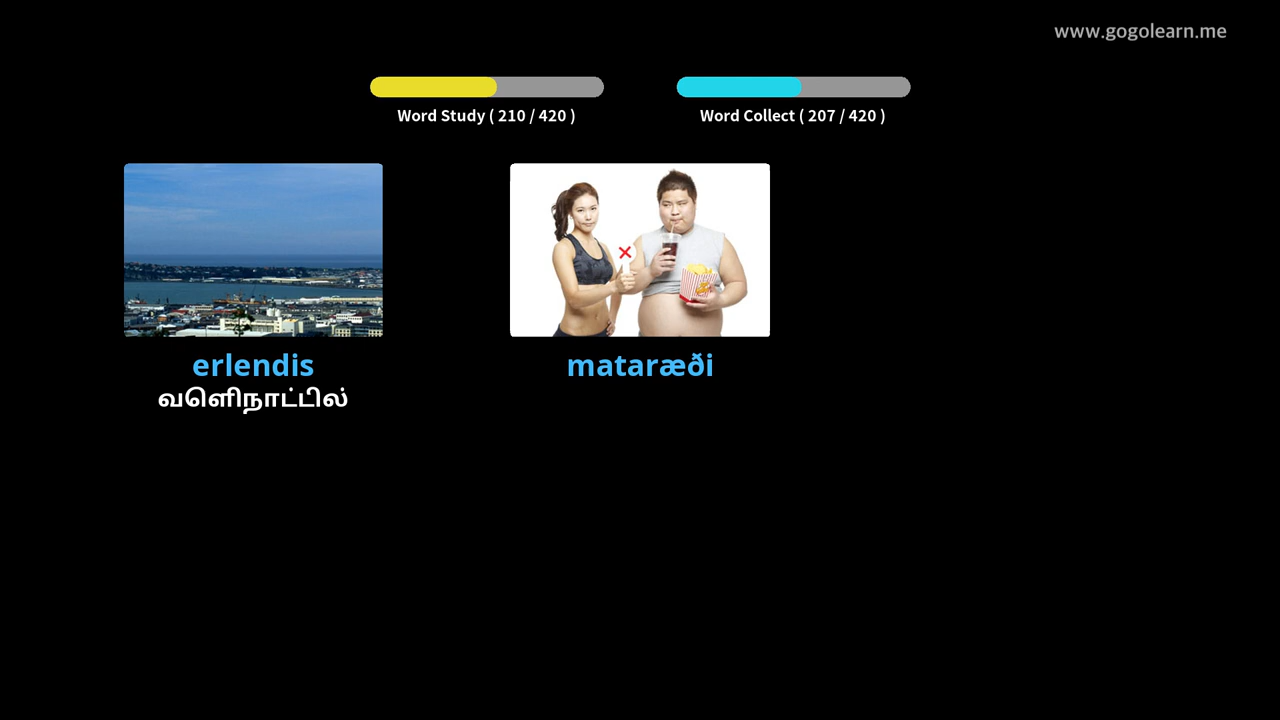 www.gogolearn.me
Word Study ( 210 / 420 )
Word Collect ( 207 / 420 )
erlendis
mataræði
வெளிநாட்டில்